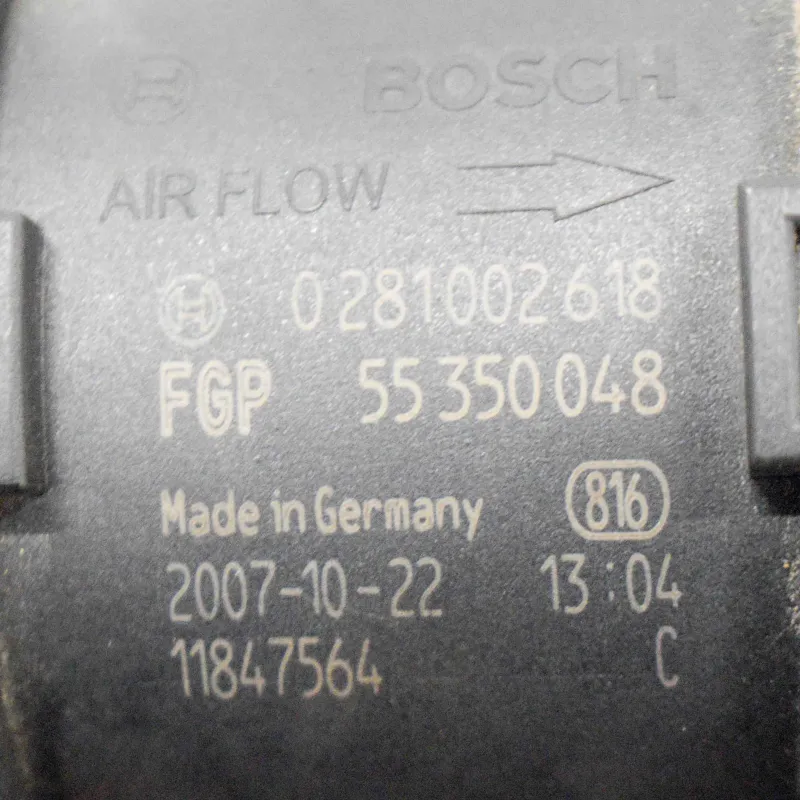 BOSCH
AIR FLOW
0 281 002 618
FGP 55 350 048
Made in Germany 816
2007-10-22 13:04
11847564 C